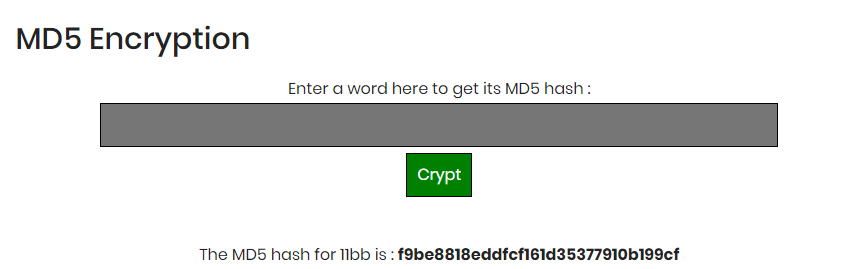 MD5 Encryption
Enter a word here to get its MD5 hash :
Crypt
The MD5 hash for 11bb is : f9be8818eddfcf161d35377910b199cf